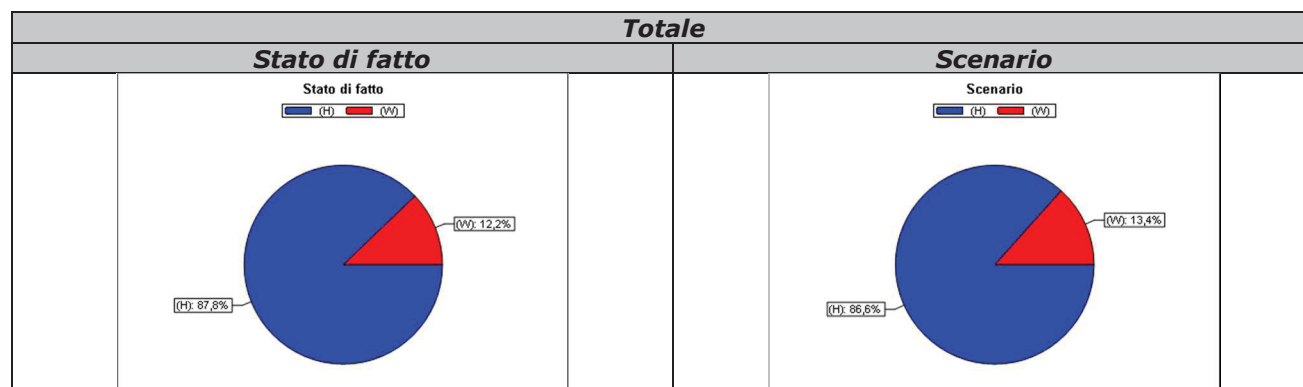 Totale
Stato di fatto
Scenario
Stato di fatto
(H) (W)
(W): 12,2%
(H): 87,8%
Scenario
(H) (W)
(W): 13,4%
(H): 86,6%